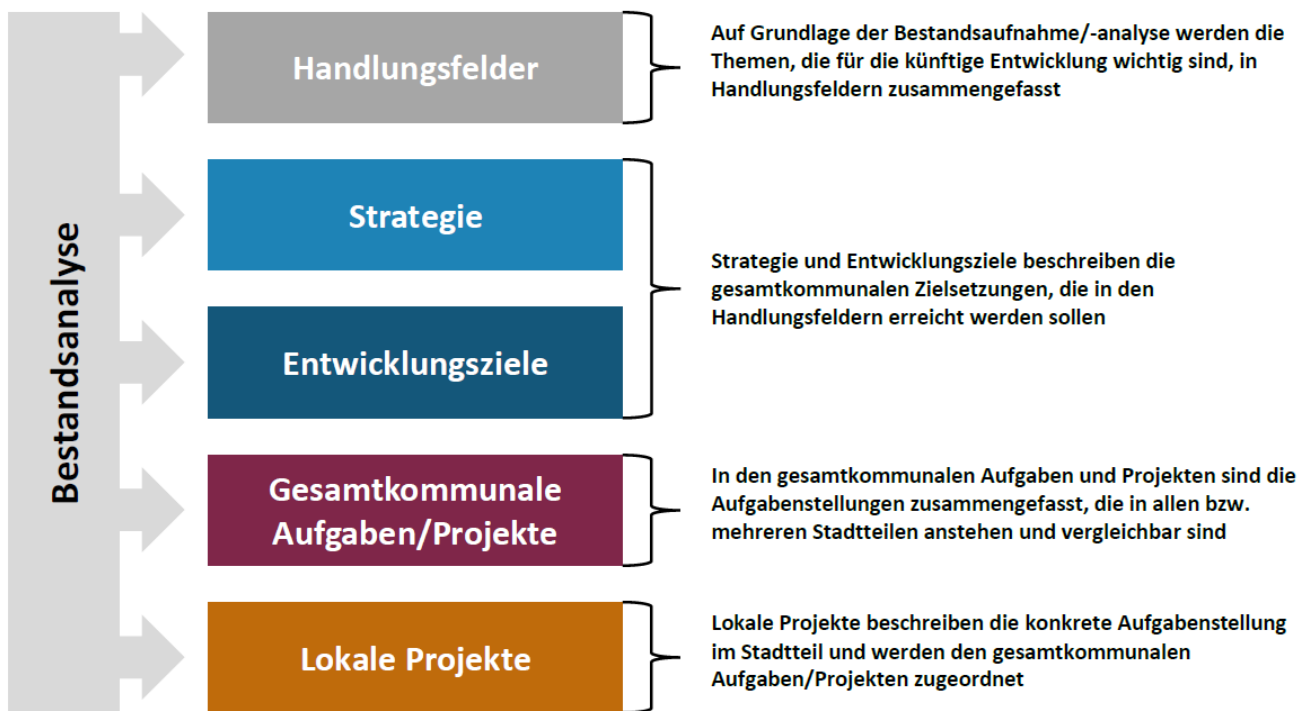 Bestandsanalyse
Handlungsfelder
Auf Grundlage der Bestandsaufnahme/-analyse werden die
Themen, die für die künftige Entwicklung wichtig sind, in
Handlungsfeldern zusammengefasst
Strategie
Entwicklungsziele
Strategie und Entwicklungsziele beschreiben die
gesamtkommunalen Zielsetzungen, die in den
Handlungsfeldern erreicht werden sollen
Gesamtkommunale
Aufgaben/Projekte
In den gesamtkommunalen Aufgaben und Projekten sind die
Aufgabenstellungen zusammengefasst, die in allen bzw.
mehreren Stadtteilen anstehen und vergleichbar sind
Lokale Projekte
Lokale Projekte beschreiben die konkrete Aufgabenstellung
im Stadtteil und werden den gesamtkommunalen
Aufgaben/Projekten zugeordnet